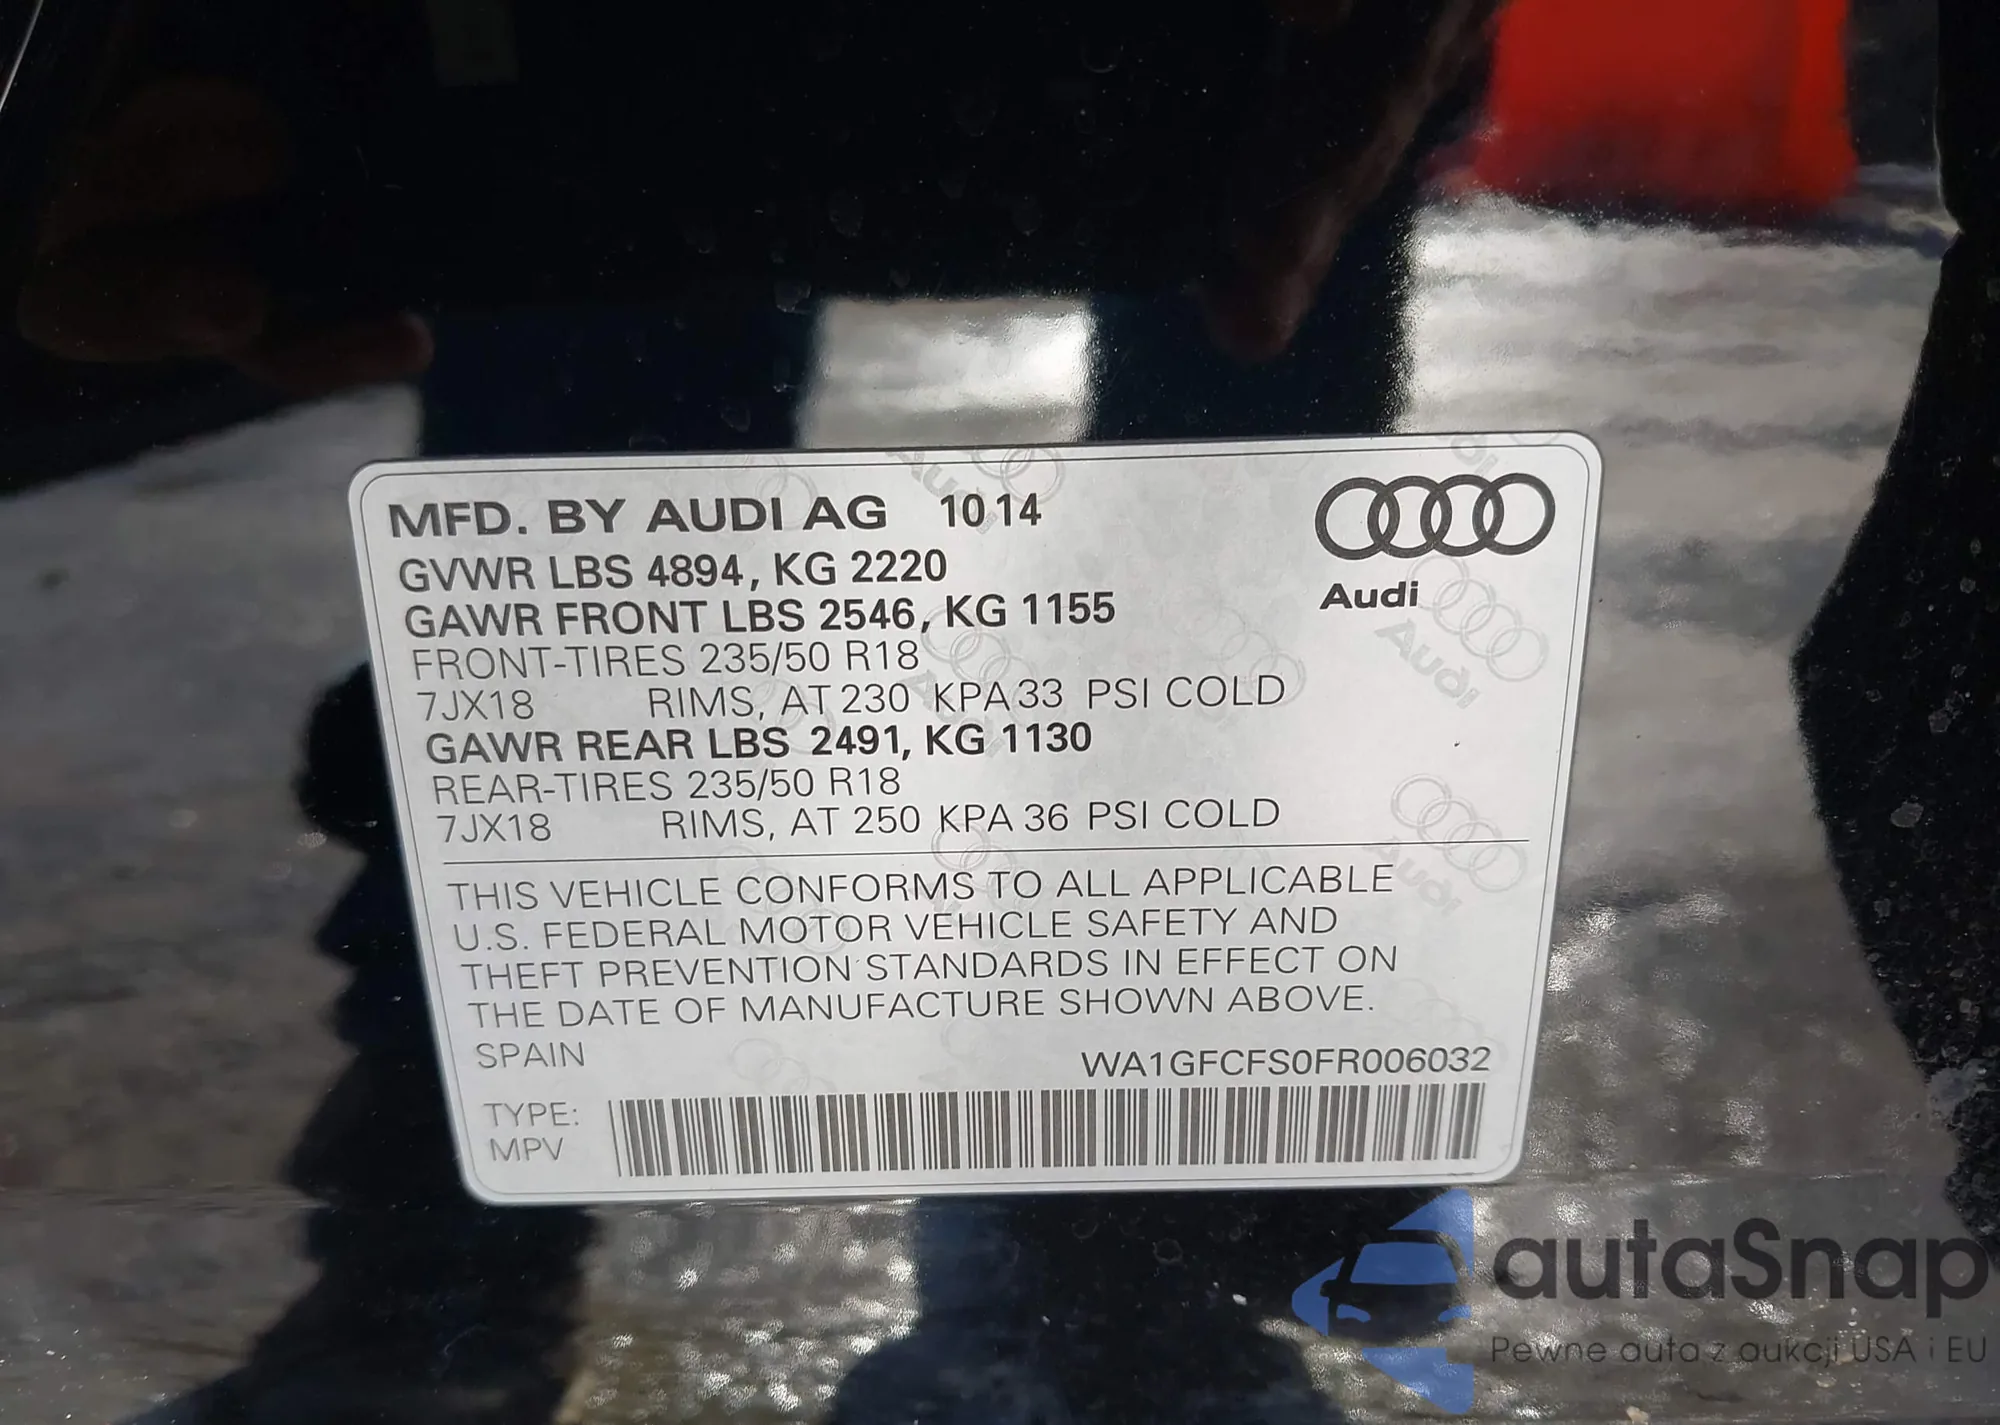 MFD. BY AUDI AG 10 14
GVWR LBS 4894, KG 2220
GAWR FRONT LBS 2546, KG 1155
FRONT-TIRES 235/50 R18
7JX18 RIMS, AT 230 KPA 33 PSI COLD
GAWR REAR LBS 2491, KG 1130
REAR-TIRES 235/50 R18
7JX18 RIMS, AT 250 KPA 36 PSI COLD
Audi
THIS VEHICLE CONFORMS TO ALL APPLICABLE
U.S. FEDERAL MOTOR VEHICLE SAFETY AND
THEFT PREVENTION STANDARDS IN EFFECT ON
THE DATE OF MANUFACTURE SHOWN ABOVE.
SPAIN WA1GFCFS0FR006032
TYPE:
MPV
autaSnap
Pewne auta z aukcji USA i EU